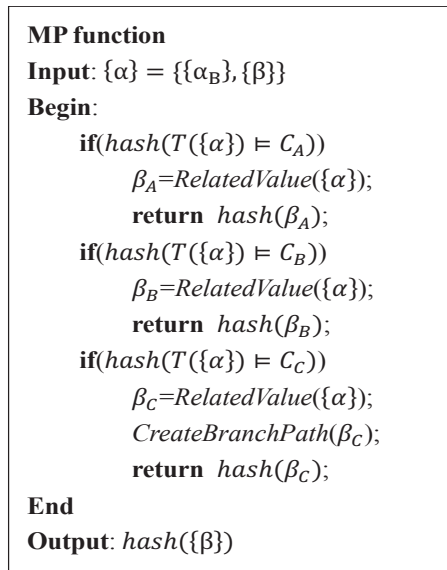 MP function
Input: {α} = {{α_B}, {β}}
Begin:
if(hash(T({α}) ⊨ C_A))
β_A=RelatedValue({α});
return hash(β_A);
if(hash(T({α}) ⊨ C_B))
β_B=RelatedValue({α});
return hash(β_B);
if(hash(T({α}) ⊨ C_C))
β_C=RelatedValue({α});
CreateBranchPath(β_C);
return hash(β_C);
End
Output: hash({β})